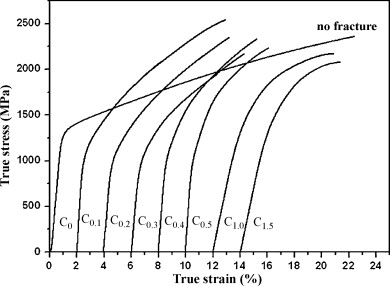 2500
2000
1500
1000
500
0
True stress (MPa)
no fracture
C0
C0.1
C0.2
C0.3
C0.4
C0.5
C1.0
C1.5
0 2 4 6 8 10 12 14 16 18 20 22 24
True strain (%)